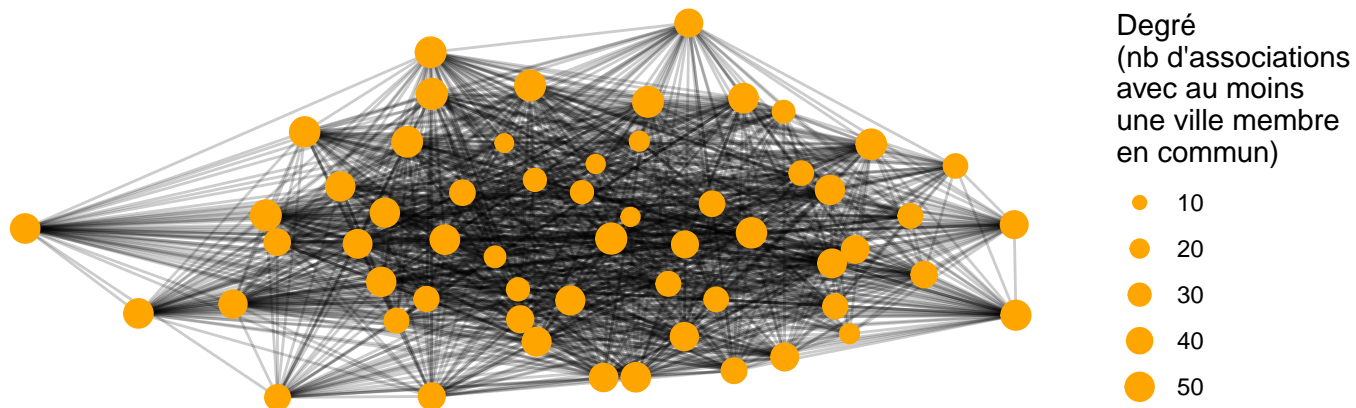 Degré
(nb d'associations
avec au moins
une ville membre
en commun)
10
20
30
40
50